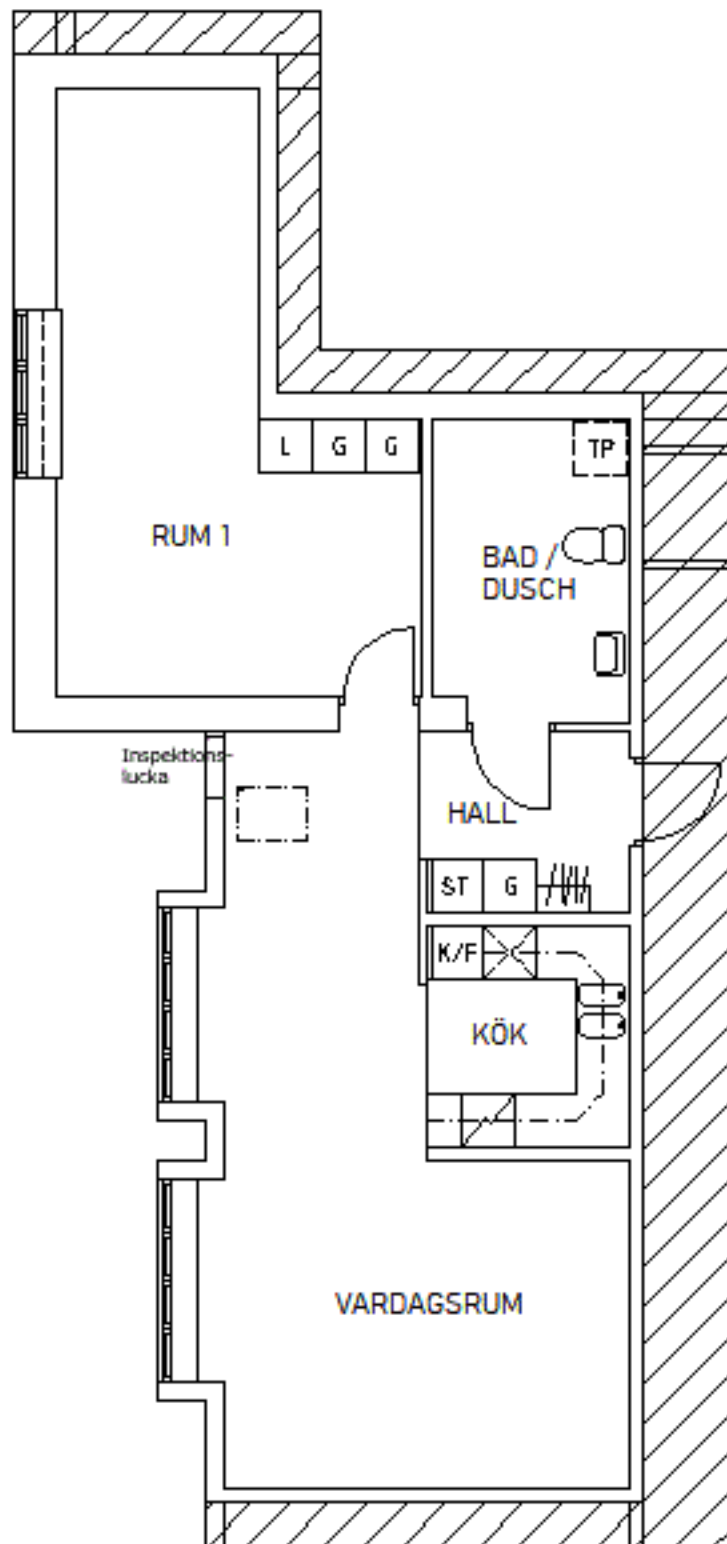 L G G
TP
RUM 1
BAD /
DUSCH
Inspektions-
lucka
HALL
ST G
K/F
KÖK
VARDAGSRUM